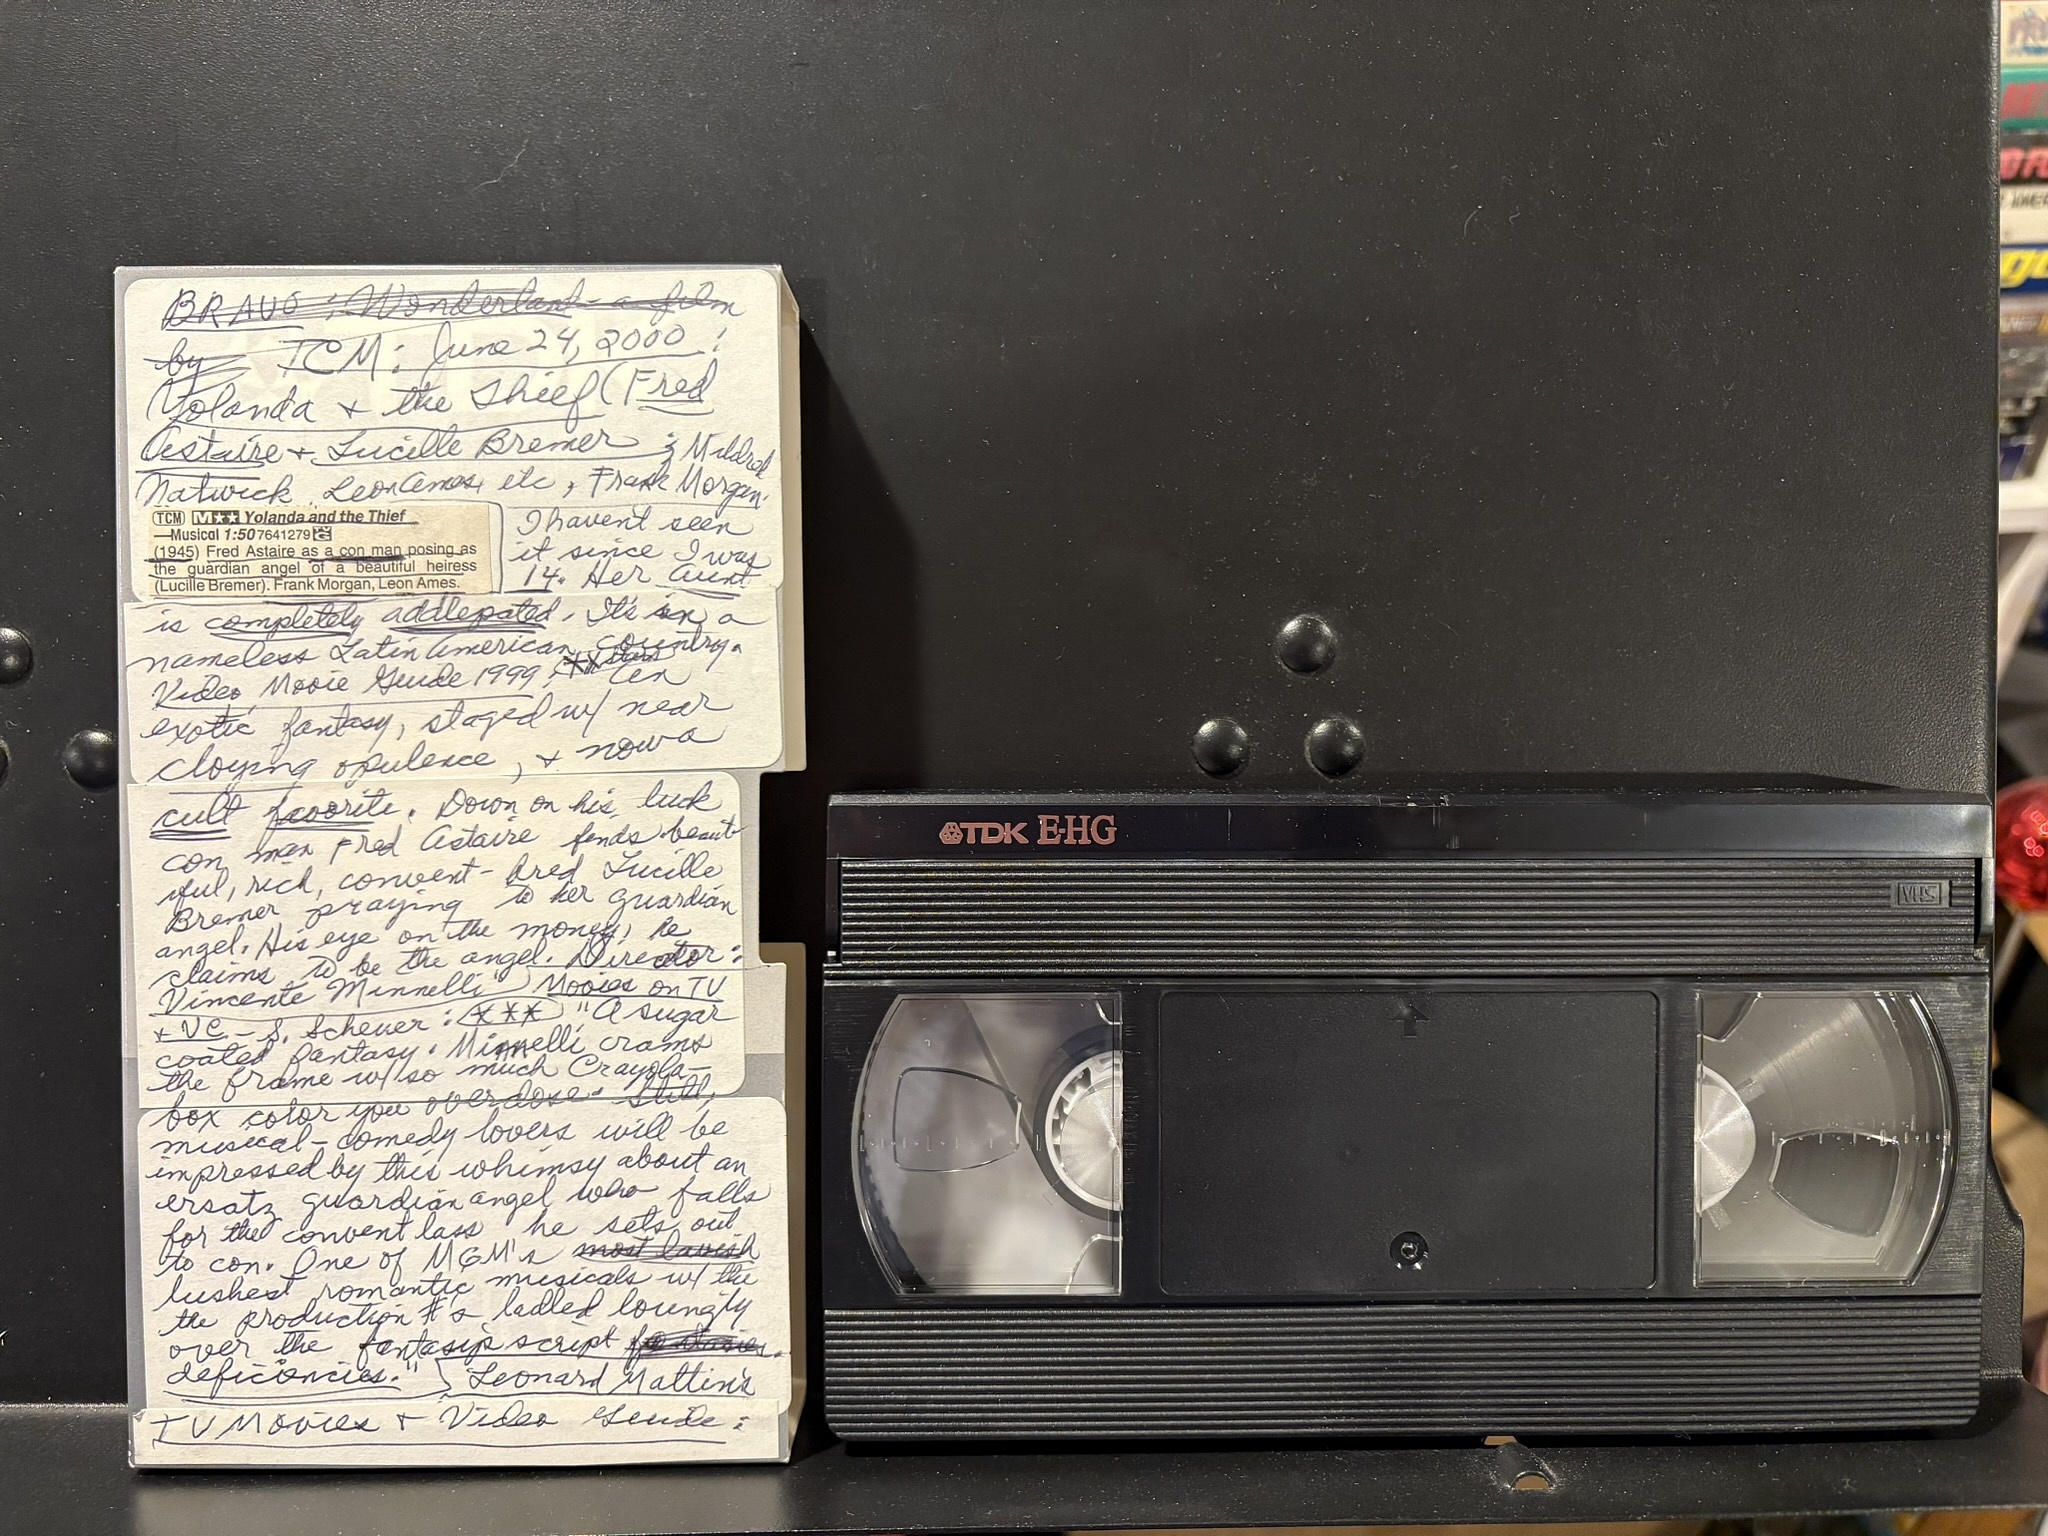 BRAVO: Wonderland - a film
by TCM: June 24, 2000:
Yolanda + the Thief (Fred
Astaire + Lucille Bremer; Mildred
Natwick, Leon Ames, etc, Frank Morgan.
TCM M★★ Yolanda and the Thief
—Musical 1:50 7641279
(1945) Fred Astaire as a con man posing as
the guardian angel of a beautiful heiress
(Lucille Bremer). Frank Morgan, Leon Ames.
I havent seen
it since I was
14. Her aunt
is completely addlepated. It's in a
nameless Latin American country.
Video Movie Guide 1999: ** stars "an
exotic fantasy, staged w/ near
cloying opulence, + now a
cult favorite. Down on his luck
con man Fred Astaire finds beaut-
iful, rich, convent-bred Lucille
Bremer praying to her guardian
angel. His eye on the money, he
claims to be the angel. Director:
Vincente Minnelli" Movies on TV
+ VC - S. Scheuer: *** "A sugar
coated fantasy. Minnelli crams
the frame w/ so much Crayola-
box color you overdose. Still,
musical-comedy lovers will be
impressed by this whimsy about an
ersatz guardian angel who falls
for the convent lass he sets out
to con. One of MGM's most lavish
lushest romantic musicals w/ the
the production #'s ladled lovingly
over the fantasy's script
deficiencies." Leonard Maltin's
TV Movies + Video Guide:
TDK E-HG
VHS